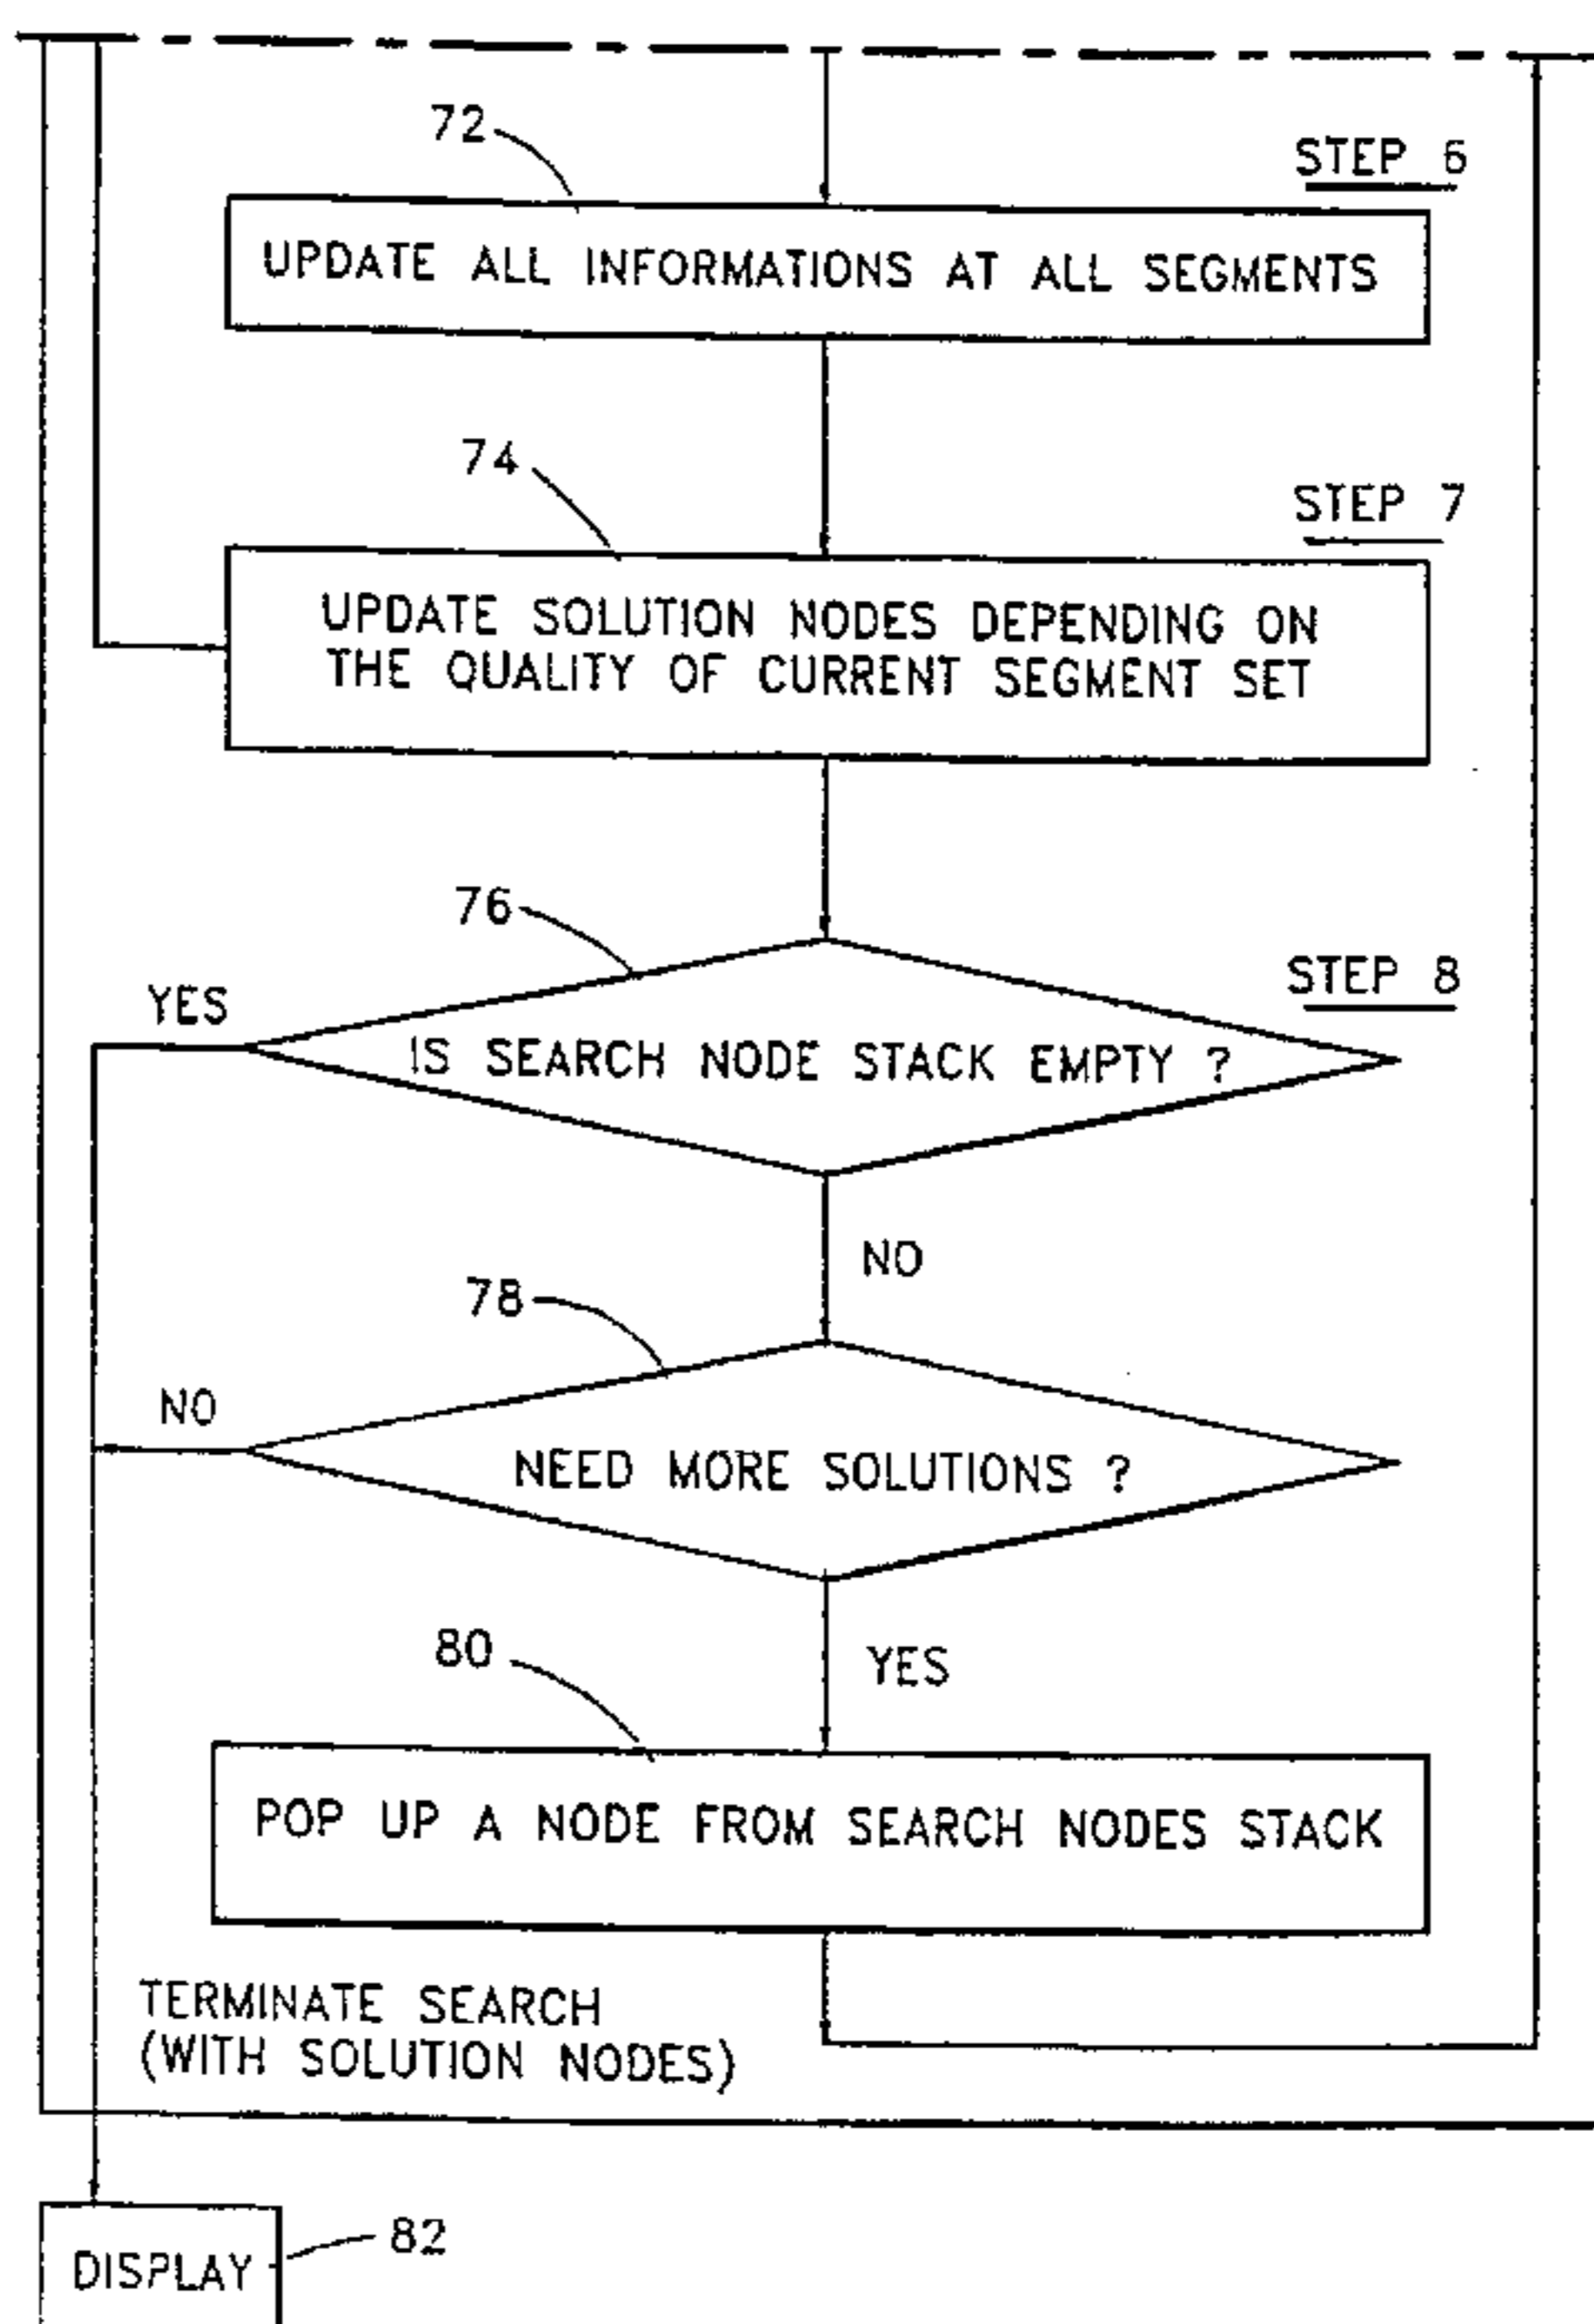 72
STEP 6
UPDATE ALL INFORMATIONS AT ALL SEGMENTS
74
STEP 7
UPDATE SOLUTION NODES DEPENDING ON
THE QUALITY OF CURRENT SEGMENT SET
76
STEP 8
YES
IS SEARCH NODE STACK EMPTY ?
NO
78
NO
NEED MORE SOLUTIONS ?
80
YES
POP UP A NODE FROM SEARCH NODES STACK
TERMINATE SEARCH
(WITH SOLUTION NODES)
82
DISPLAY